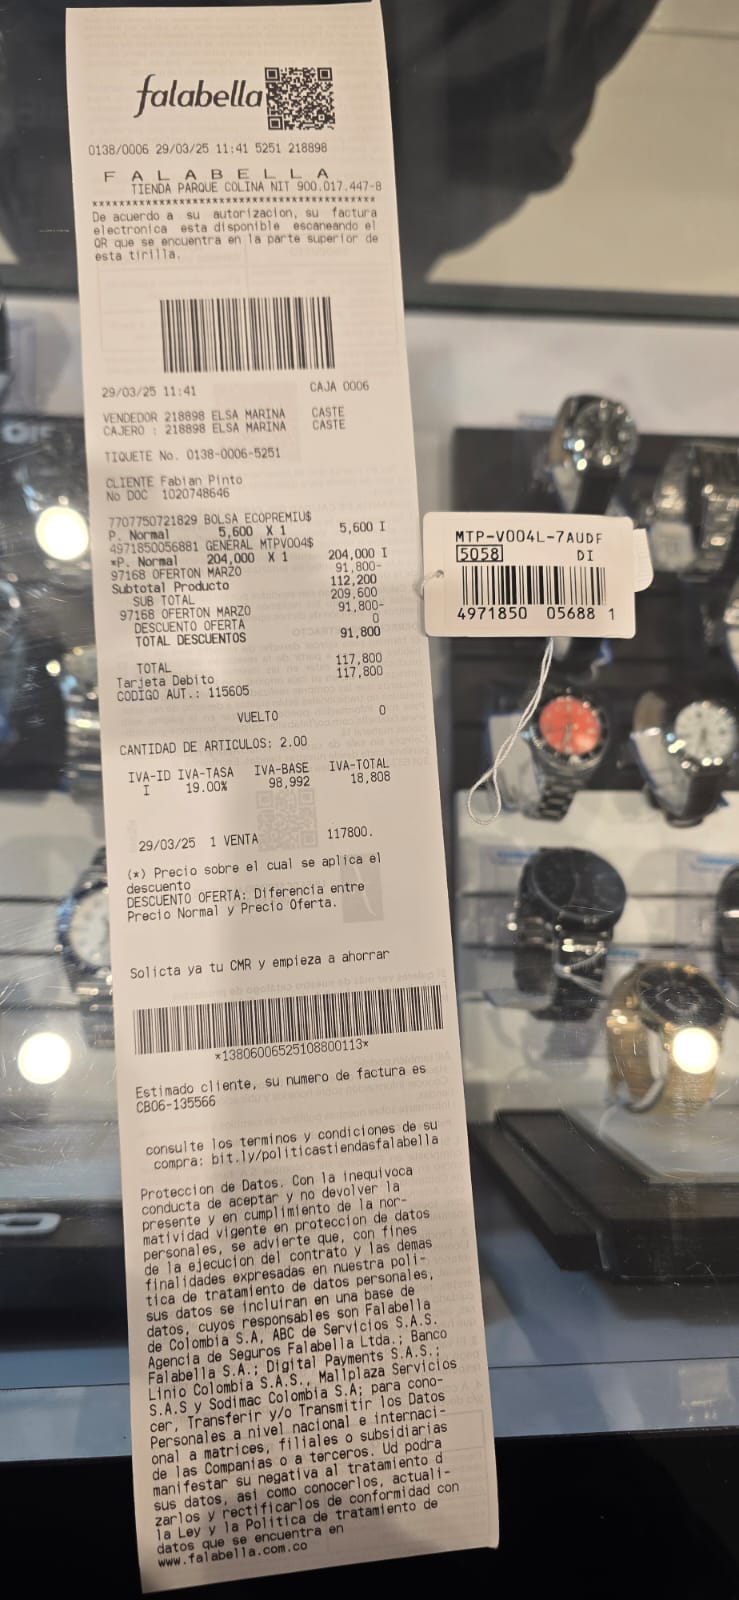 falabella
0138/0006 29/03/25 11:41 5251 218898
F A L A B E L L A
TIENDA PARQUE COLINA NIT 900.017.447-8
******************************************
De acuerdo a su autorizacion, su factura
electronica esta disponible escaneando el
QR que se encuentra en la parte superior de
esta tirilla.
29/03/25 11:41 CAJA 0006
VENDEDOR 218898 ELSA MARINA CASTE
CAJERO : 218898 ELSA MARINA CASTE
TIQUETE No. 0138-0006-5251
CLIENTE Fabian Pinto
No DOC 1020748646
7707750721829 BOLSA ECOPREMIU$
P. Normal 5,600 X 1 5,600 I
4971850056881 GENERAL MTPV004$
*P. Normal 204,000 X 1 204,000 I
97168 OFERTON MARZO 91,800-
Subtotal Producto 112,200
SUB TOTAL 209,600
97168 OFERTON MARZO 91,800-
DESCUENTO OFERTA 0
TOTAL DESCUENTOS 91,800
TOTAL 117,800
Tarjeta Debito 117,800
CODIGO AUT.: 115605
VUELTO 0
CANTIDAD DE ARTICULOS: 2.00
IVA-ID IVA-TASA IVA-BASE IVA-TOTAL
I 19.00% 98,992 18,808
29/03/25 1 VENTA 117800.
(*) Precio sobre el cual se aplica el
descuento
DESCUENTO OFERTA: Diferencia entre
Precio Normal y Precio Oferta.
Solicta ya tu CMR y empieza a ahorrar
*13806006525108800113*
Estimado cliente, su numero de factura es
CB06-135566
consulte los terminos y condiciones de su
compra: bit.ly/politicastiendasfalabella
Proteccion de Datos. Con la inequivoca
conducta de aceptar y no devolver la
presente y en cumplimiento de la nor-
matividad vigente en proteccion de datos
personales, se advierte que, con fines
de la ejecucion del contrato y las demas
finalidades expresadas en nuestra poli-
tica de tratamiento de datos personales,
sus datos se incluiran en una base de
datos, cuyos responsables son Falabella
de Colombia S.A, ABC de Servicios S.A.S.
Agencia de Seguros Falabella Ltda.; Banco
Falabella S.A.; Digital Payments S.A.S.;
Linio Colombia S.A.S., Mallplaza Servicios
S.A.S y Sodimac Colombia S.A; para cono-
cer, Transferir y/o Transmitir los Datos
Personales a nivel nacional e internaci-
onal a matrices, filiales o subsidiarias
de las Companias o a terceros. Ud podra
manifestar su negativa al tratamiento d
sus datos, asi como conocerlos, actuali-
zarlos y rectificarlos de conformidad con
la Ley y la Politica de tratamiento de
datos que se encuentra en
www.falabella.com.co
MTP-V004L-7AUDF
5058 DI
4971850 05688 1